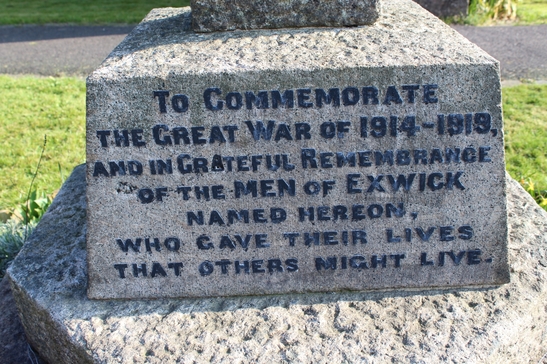 To Commemorate
the Great War of 1914-1919,
and in Grateful Remembrance
of the Men of Exwick
named hereon,
who gave their lives
that others might live.